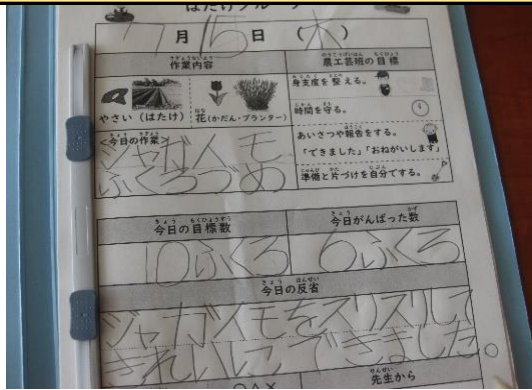 はたけグループ
7月15日（木）
作業内容
農工芸班の目標
やさい（はたけ）
花（かだん・プランター）
身支度を整える。
時間を守る。
あいさつや報告をする。
「できました」「おねがいします」
準備と片づけを自分でする。
＜今日の作業＞
ジャガイモ
ふくろづめ
今日の目標数
今日がんばった数
10ふくろ
6ふくろ
今日の反省
ジャガイモをスリスリして
きれいにできました。
○△×
先生から